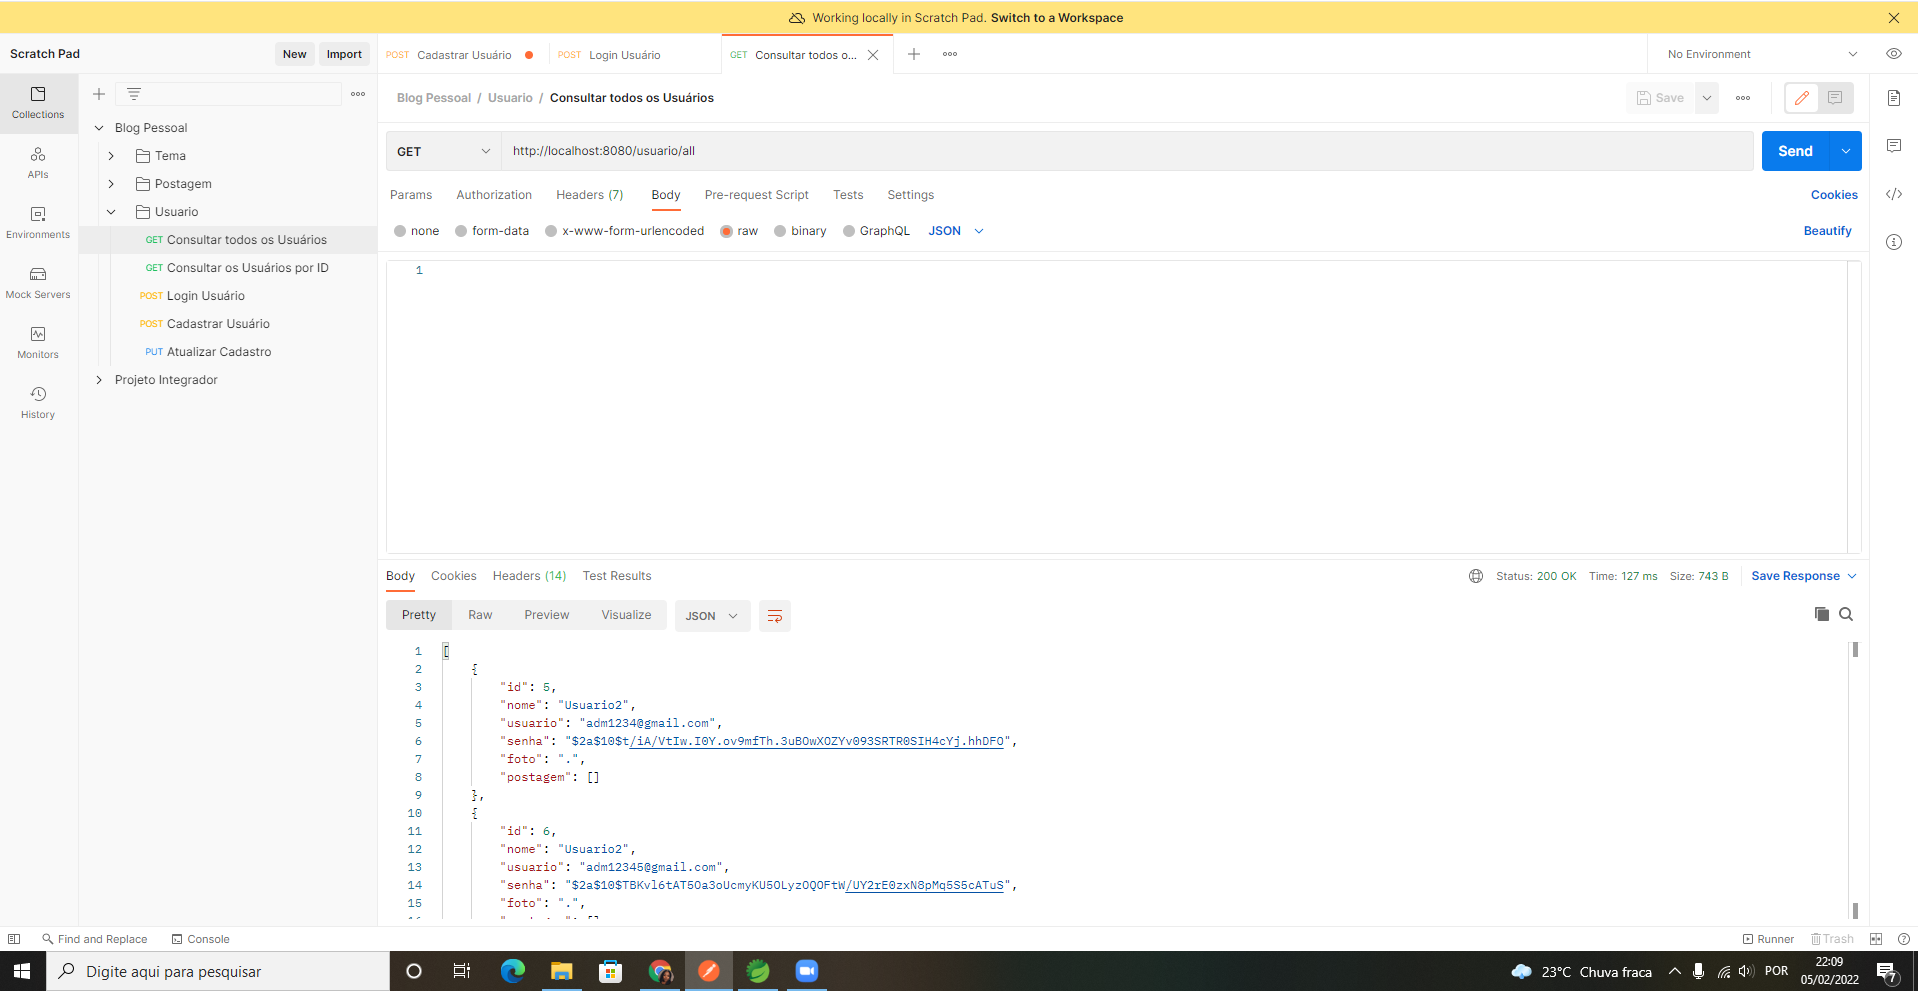 Working locally in Scratch Pad. Switch to a Workspace
Scratch Pad
New
Import
POST Cadastrar Usuário
POST Login Usuário
GET Consultar todos o...
No Environment
Collections
APIs
Environments
Mock Servers
Monitors
History
Blog Pessoal
Tema
Postagem
Usuario
GET Consultar todos os Usuários
GET Consultar os Usuários por ID
POST Login Usuário
POST Cadastrar Usuário
PUT Atualizar Cadastro
Projeto Integrador
Blog Pessoal / Usuario / Consultar todos os Usuários
Save
GET
http://localhost:8080/usuario/all
Send
Params Authorization Headers (7) Body Pre-request Script Tests Settings
Cookies
none form-data x-www-form-urlencoded raw binary GraphQL JSON
Beautify
1
Body Cookies Headers (14) Test Results
Status: 200 OK Time: 127 ms Size: 743 B
Save Response
Pretty Raw Preview Visualize JSON
1 [
2 {
3 "id": 5,
4 "nome": "Usuario2",
5 "usuario": "adm1234@gmail.com",
6 "senha": "$2a$10$t/iA/VtIw.I0Y.ov9mfTh.3uBOwXOZYv093SRTR0SIH4cYj.hhDFO",
7 "foto": ".",
8 "postagem": []
9 },
10 {
11 "id": 6,
12 "nome": "Usuario2",
13 "usuario": "adm12345@gmail.com",
14 "senha": "$2a$10$TBKvl6tAT5Oa3oUcmyKU5OLyzOQOFtW/UY2rE0zxN8pMq5S5cATuS",
15 "foto": ".",
Find and Replace
Console
Runner
Trash
Digite aqui para pesquisar
23°C Chuva fraca
POR
22:09
05/02/2022
7